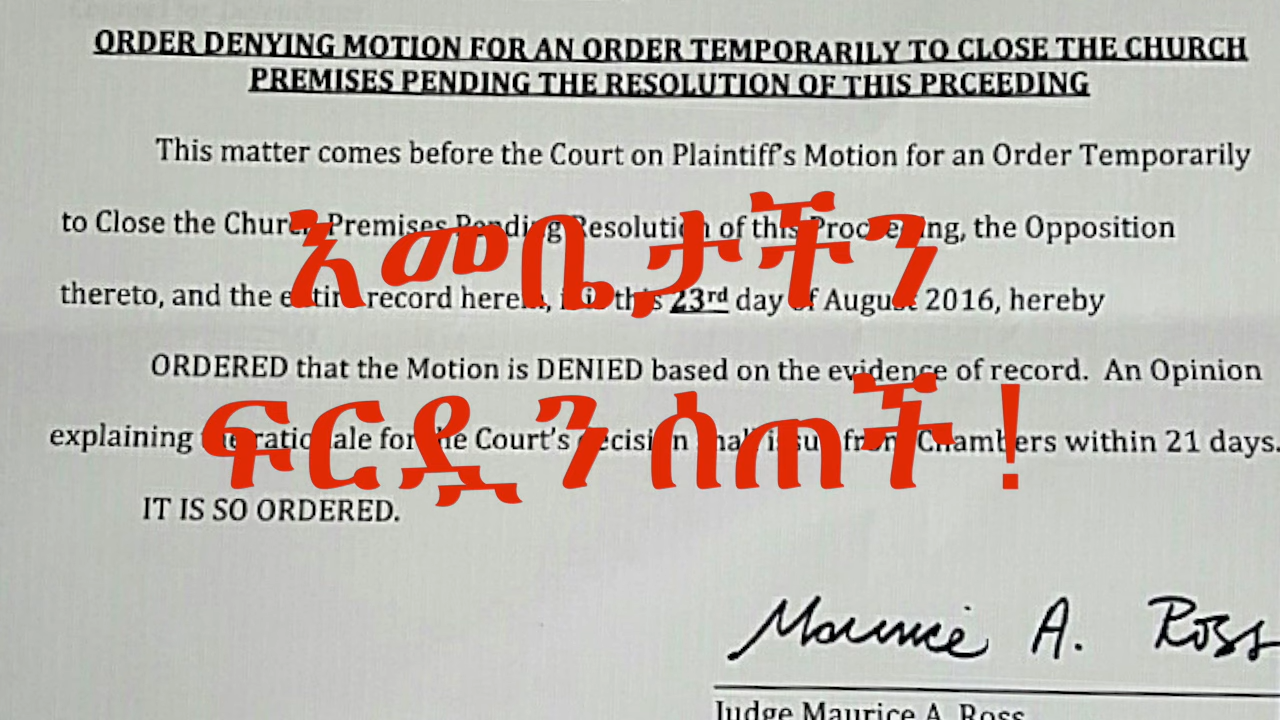 ORDER DENYING MOTION FOR AN ORDER TEMPORARILY TO CLOSE THE CHURCH
PREMISES PENDING THE RESOLUTION OF THIS PRCEEDING
This matter comes before the Court on Plaintiff's Motion for an Order Temporarily
to Close the Church Premises Pending Resolution of this Proceeding, the Opposition
እመቤታችን
thereto, and the entire record herein, it is this 23rd day of August 2016, hereby
ORDERED that the Motion is DENIED based on the evidence of record. An Opinion
explaining the rationale for the Court's decision shall issue from Chambers within 21 days.
ፍርዷን ሰጠች !
IT IS SO ORDERED.
Maurice A. Ross
Judge Maurice A. Ross